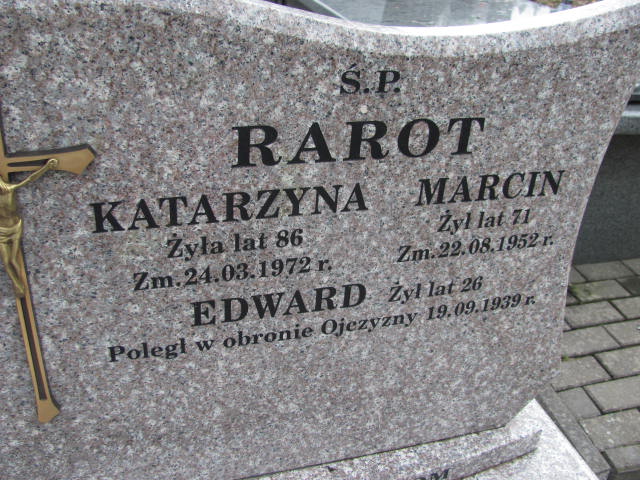 Ś.P.
RAROT
KATARZYNA MARCIN
Żyła lat 86 Żył lat 71
Zm.24.03.1972 r. Zm.22.08.1952 r.
EDWARD Żył lat 26
Poległ w obronie Ojczyzny 19.09.1939 r.